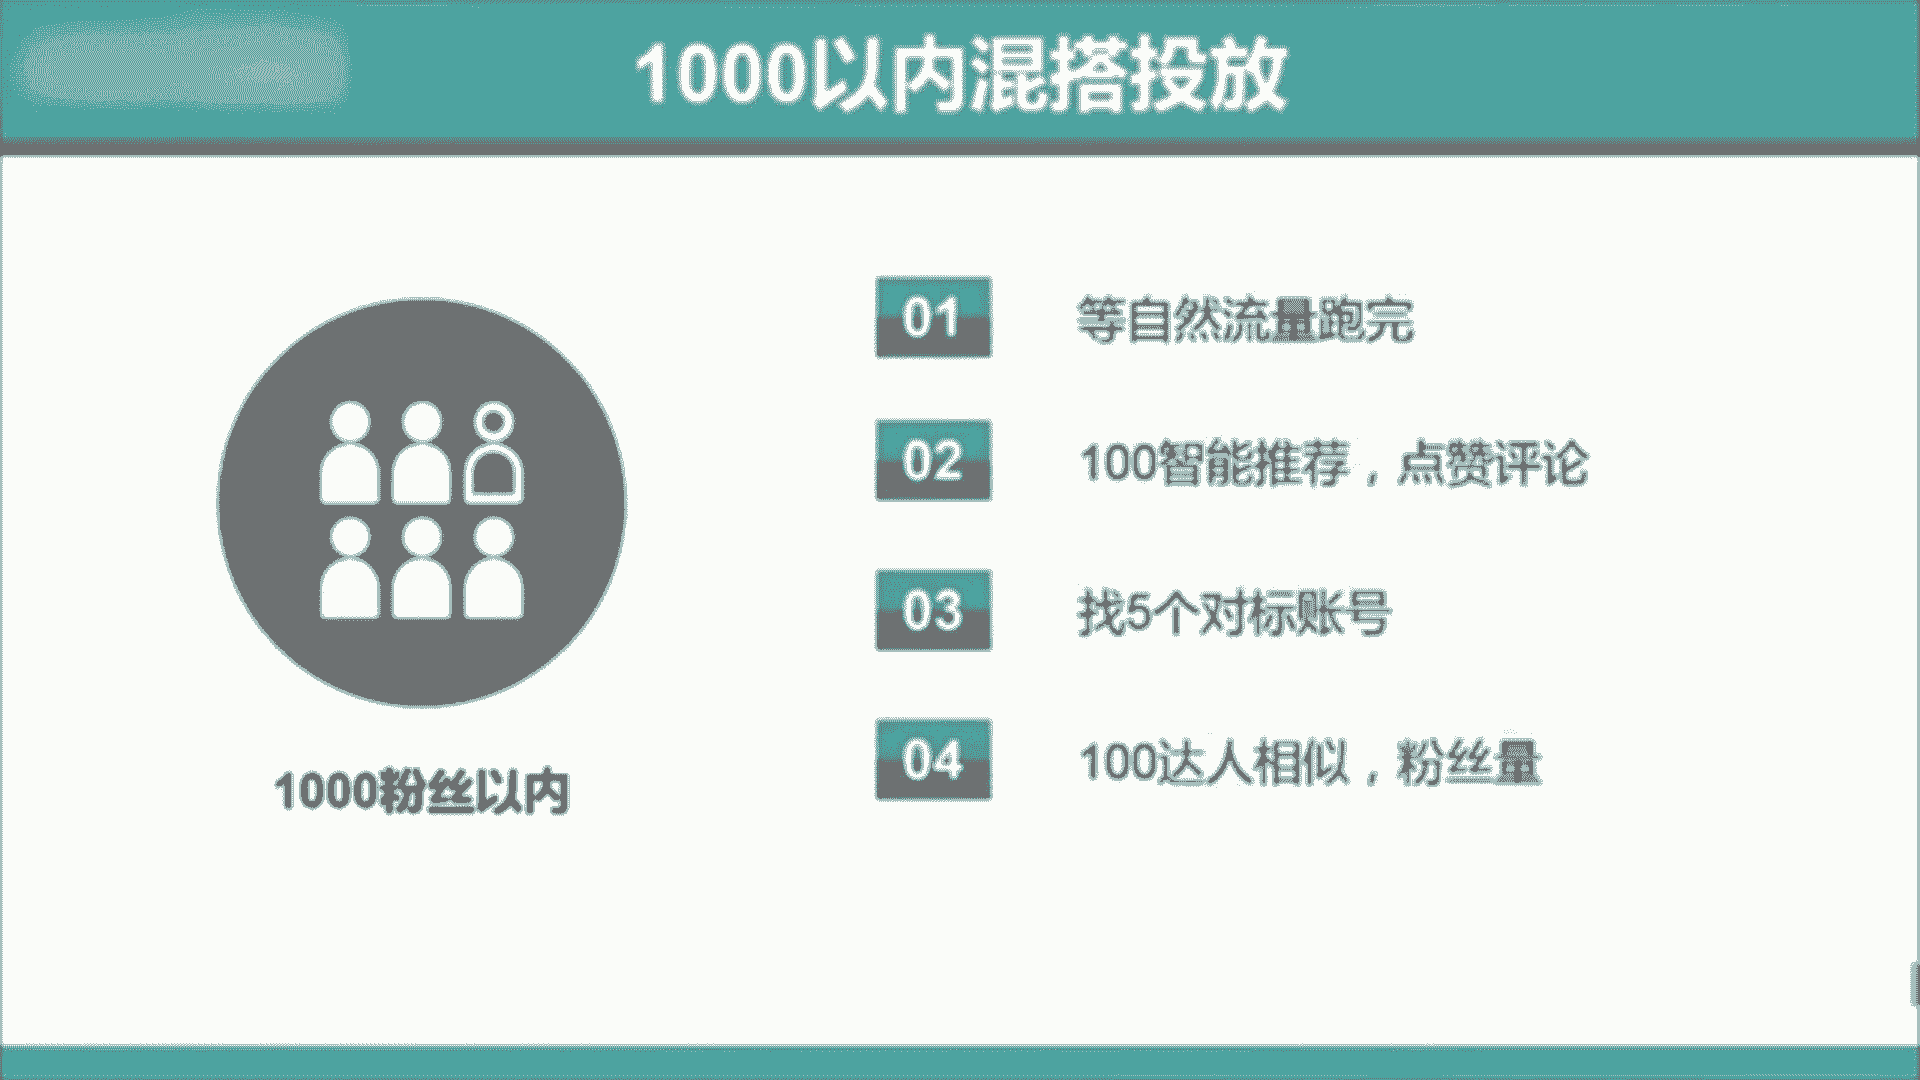 1000以内混搭投放
01 等自然流量跑完
02 100智能推荐，点赞评论
03 找5个对标账号
04 100达人相似，粉丝量
1000粉丝以内